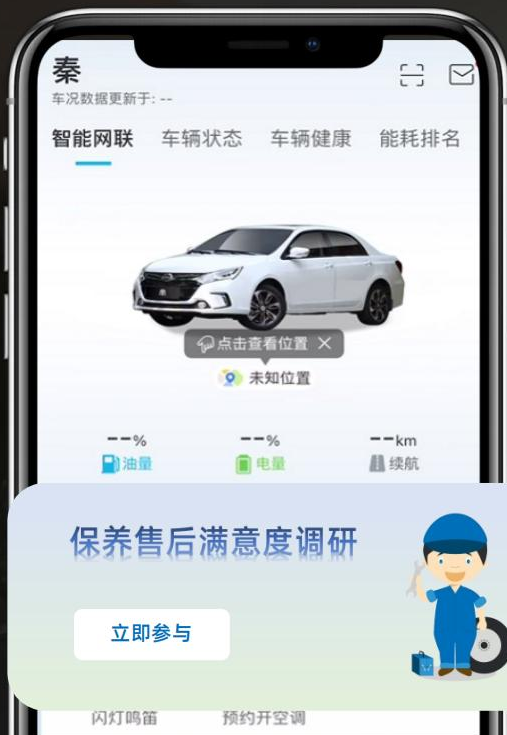 秦
车况数据更新于: --
智能网联 车辆状态 车辆健康 能耗排名
点击查看位置 ×
未知位置
--% --% --km
油量 电量 续航
保养售后满意度调研
立即参与
闪灯鸣笛 预约开空调